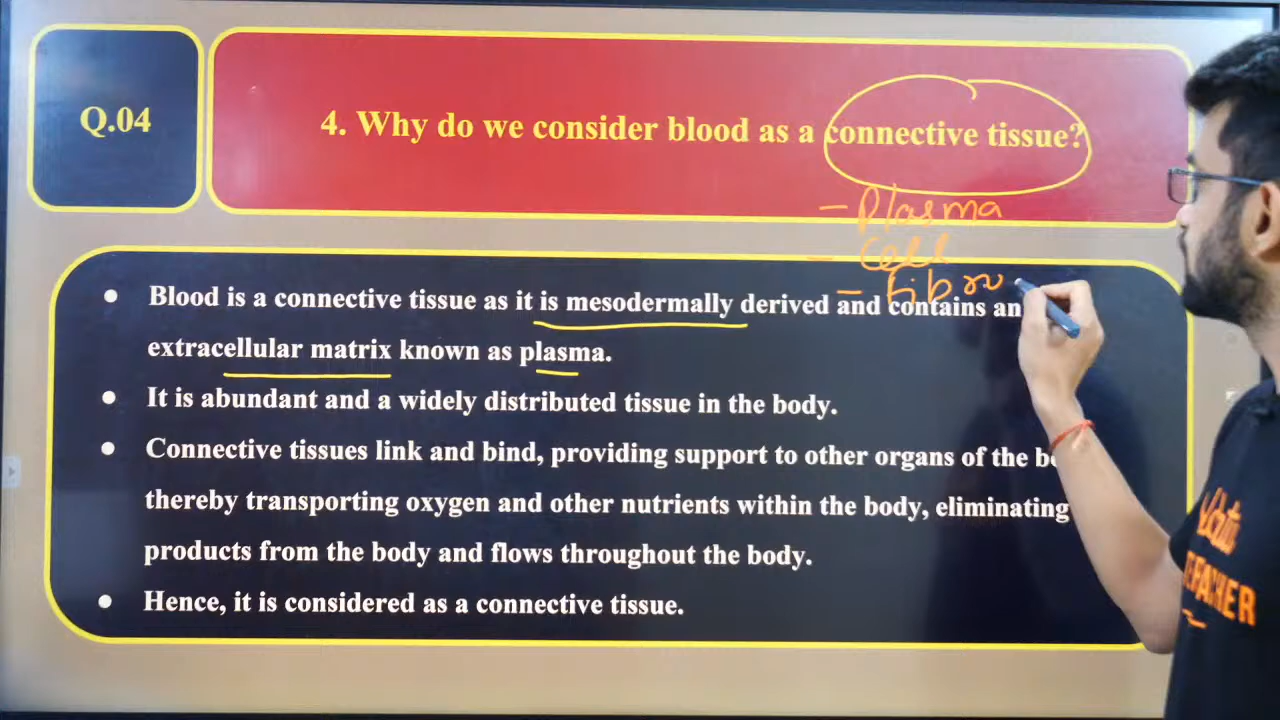 Q.04
4. Why do we consider blood as a connective tissue?
- Plasma
- Cell
- Fibro
• Blood is a connective tissue as it is mesodermally derived and contains an
extracellular matrix known as plasma.
• It is abundant and a widely distributed tissue in the body.
• Connective tissues link and bind, providing support to other organs of the
thereby transporting oxygen and other nutrients within the body, eliminating
products from the body and flows throughout the body.
• Hence, it is considered as a connective tissue.